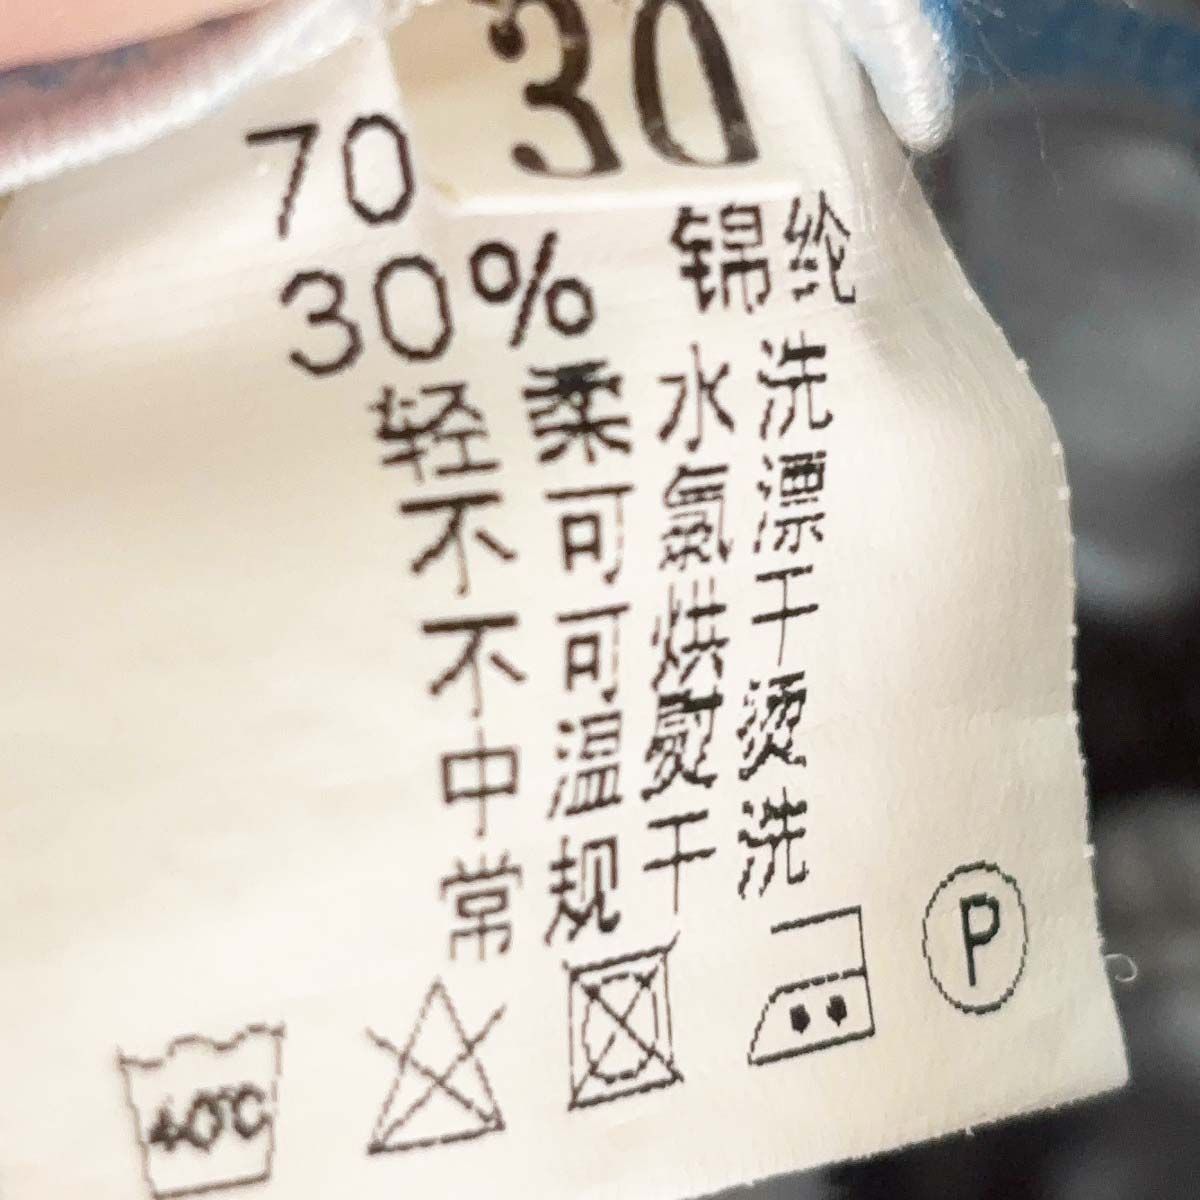 30
70
30% 锦纶
轻柔水洗
不可氯漂
不可烘干
中温熨烫
常规干洗
40℃
P